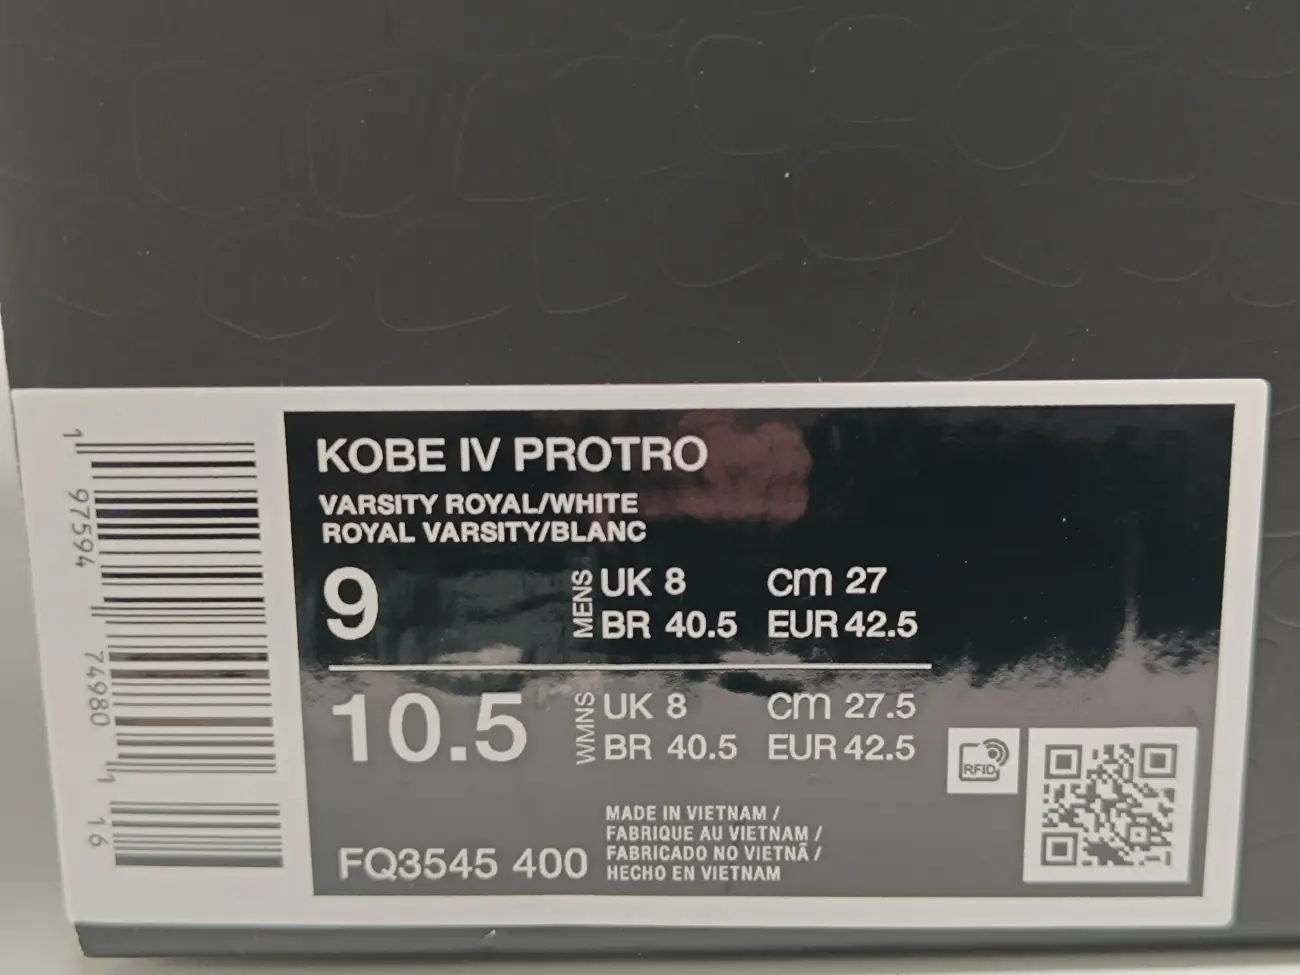 KOBE IV PROTRO
VARSITY ROYAL/WHITE
ROYAL VARSITY/BLANC
9
MENS
UK 8 cm 27
BR 40.5 EUR 42.5
10.5
WMNS
UK 8 cm 27.5
BR 40.5 EUR 42.5
RFID
MADE IN VIETNAM /
FABRIQUE AU VIETNAM /
FABRICADO NO VIETNÃ /
HECHO EN VIETNAM
FQ3545 400
1 97594 74980 1 16